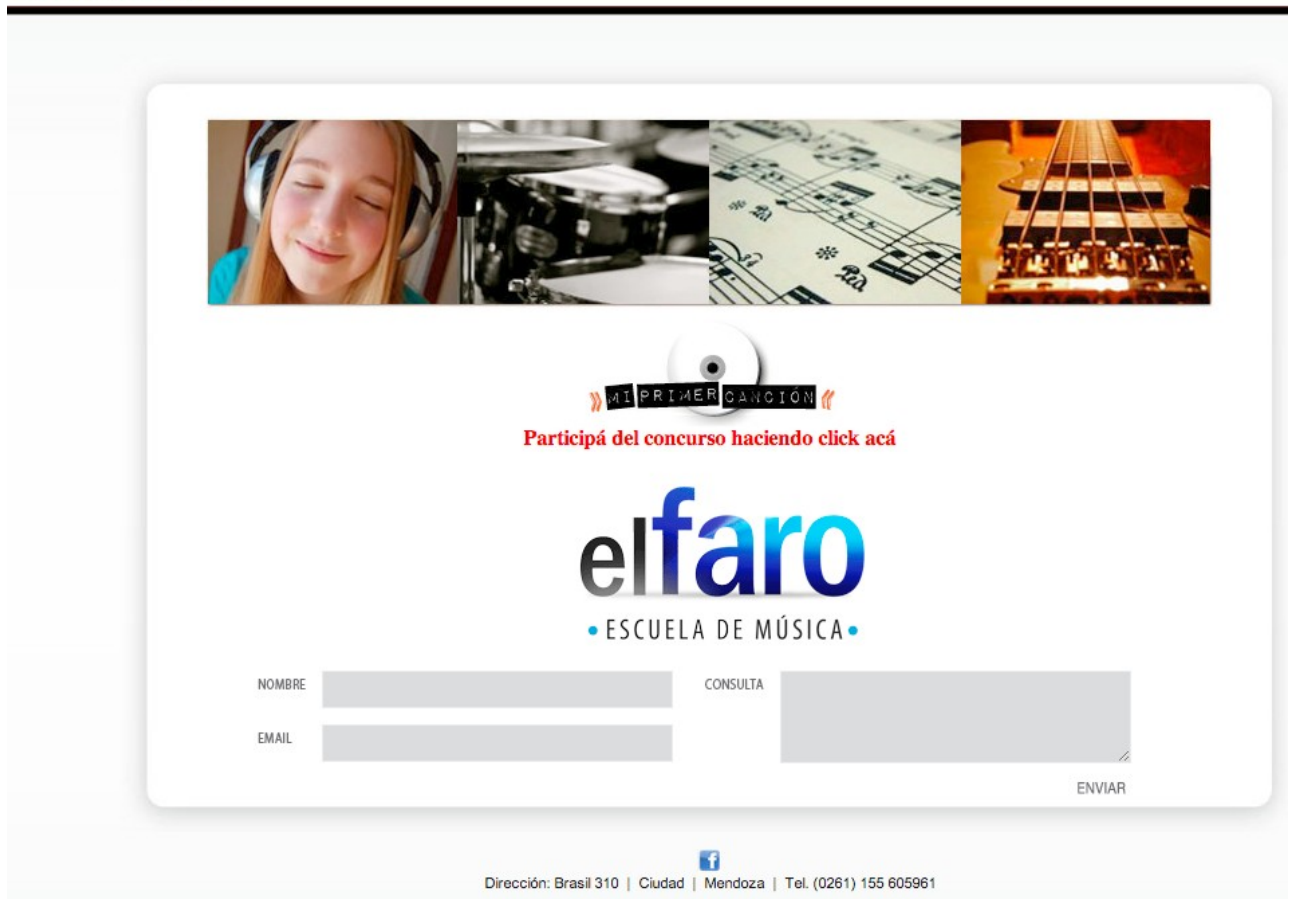 MI PRIMER CANCIÓN
Participá del concurso haciendo click acá
elfaro
• ESCUELA DE MÚSICA •
NOMBRE
EMAIL
CONSULTA
ENVIAR
Dirección: Brasil 310 | Ciudad | Mendoza | Tel. (0261) 155 605961